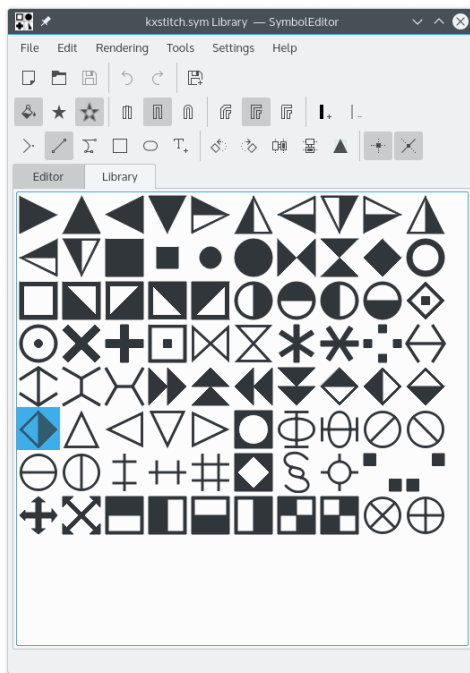 kxstitch.sym Library — SymbolEditor
File Edit Rendering Tools Settings Help
T
Editor Library